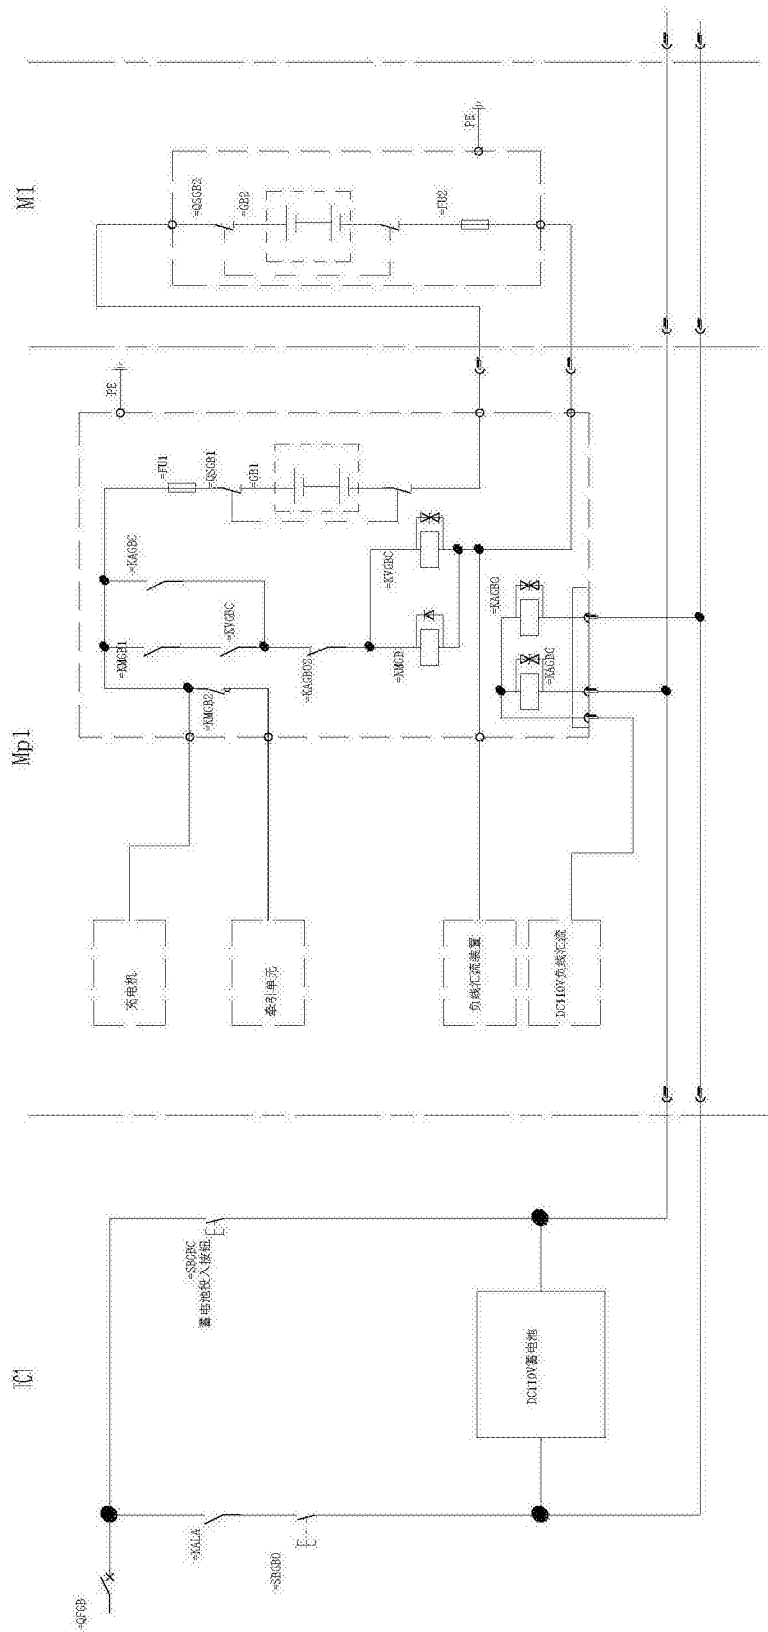 TC1
=QFGB
=KALA
=SBGBO
=SBGBC
蓄电池投入按钮
DC110V蓄电池
Mp1
充电机
牵引单元
负线汇流装置
DC110V负线汇流
PE
=KAGBC
=KMGB1
=KVGBC
=KMGB2
=KAGBO2
=FU1
=QSGB1
=GB1
=KVGBC
=KMGB
=KAGBO
=KAGBC
M1
=QSGB2
=GB2
=FU2
PE